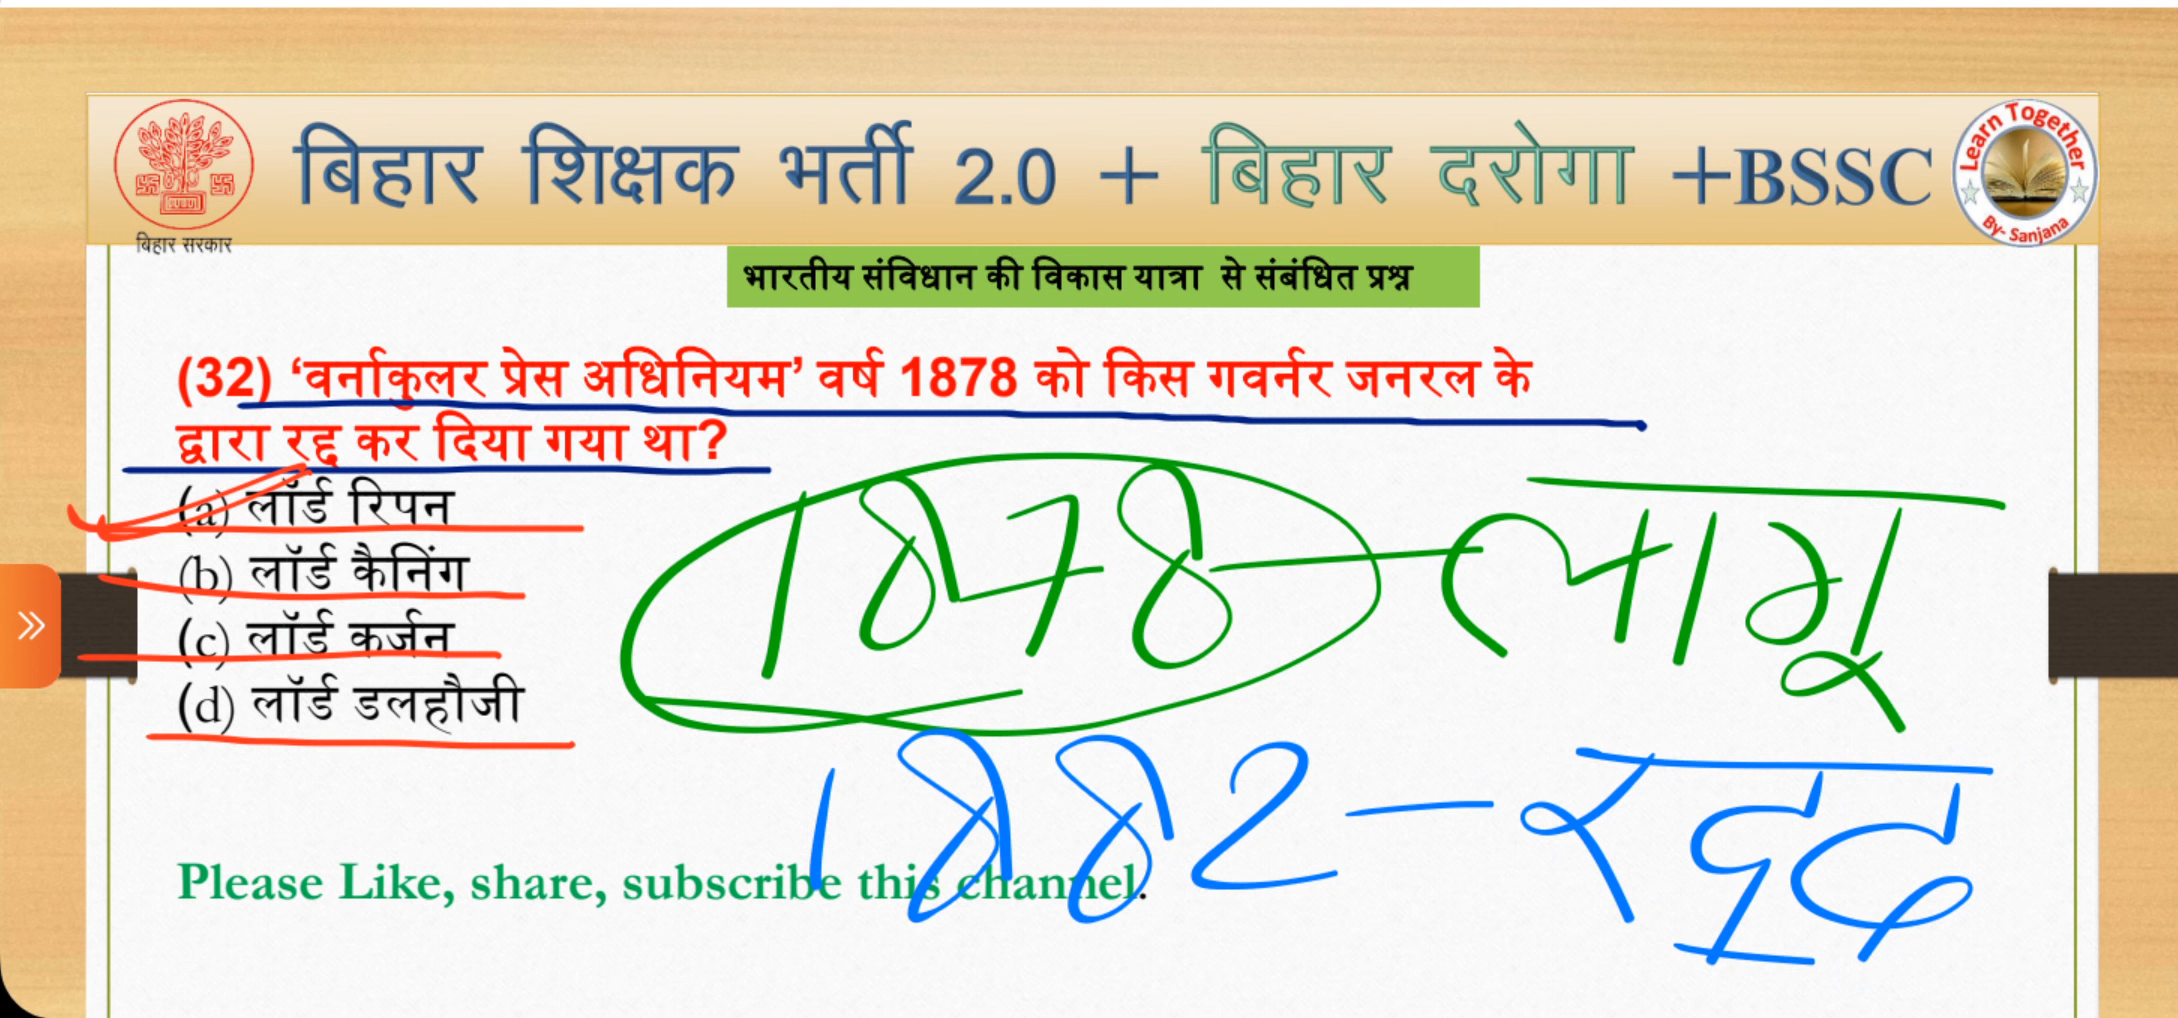 बिहार शिक्षक भर्ती 2.0 + बिहार दरोगा +BSSC
बिहार सरकार
Learn Together
By- Sanjana
भारतीय संविधान की विकास यात्रा से संबंधित प्रश्न
(32) ‘वर्नाकुलर प्रेस अधिनियम’ वर्ष 1878 को किस गवर्नर जनरल के
द्वारा रद्द कर दिया गया था?
(a) लॉर्ड रिपन
(b) लॉर्ड कैनिंग
(c) लॉर्ड कर्जन
(d) लॉर्ड डलहौजी
1878 — लागू
1882 — रद्द
Please Like, share, subscribe this channel.